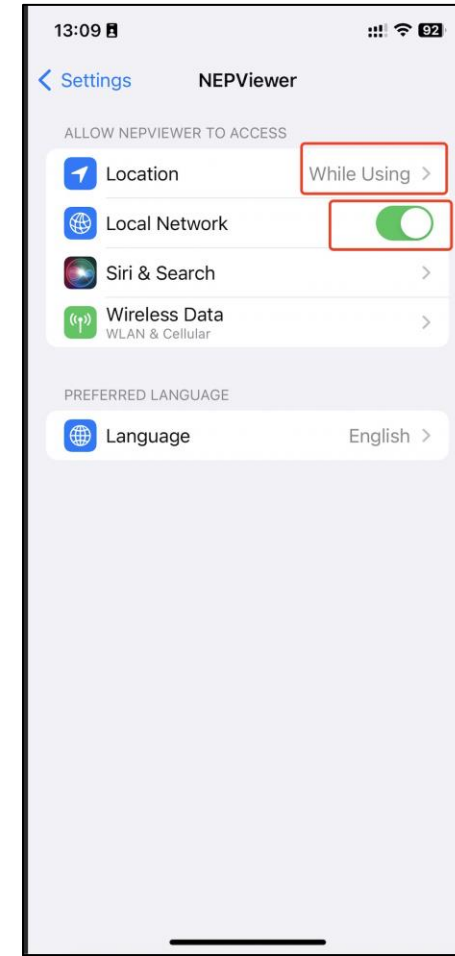 13:09
92
Settings
NEPViewer
ALLOW NEPVIEWER TO ACCESS
Location
While Using
Local Network
Siri & Search
Wireless Data
WLAN & Cellular
PREFERRED LANGUAGE
Language
English